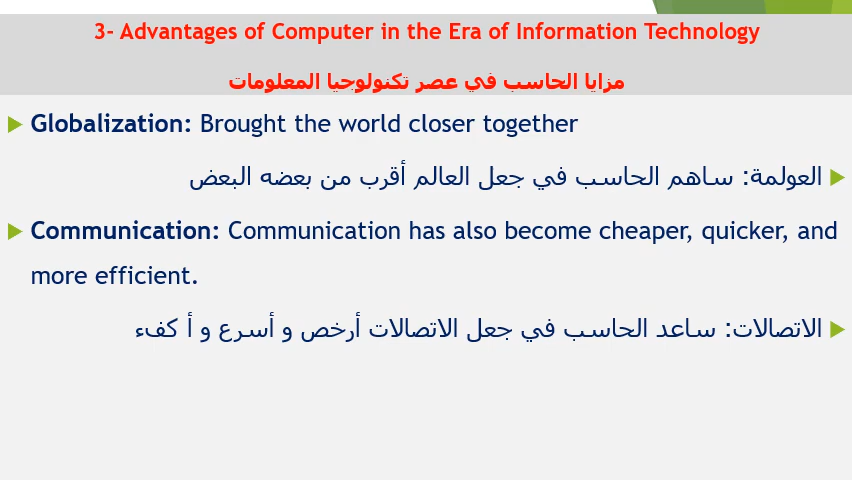 3- Advantages of Computer in the Era of Information Technology
مزايا الحاسب في عصر تكنولوجيا المعلومات
Globalization: Brought the world closer together
العولمة: ساهم الحاسب في جعل العالم أقرب من بعضه البعض
Communication: Communication has also become cheaper, quicker, and
more efficient.
الاتصالات: ساعد الحاسب في جعل الاتصالات أرخص و أسرع و أ كفء